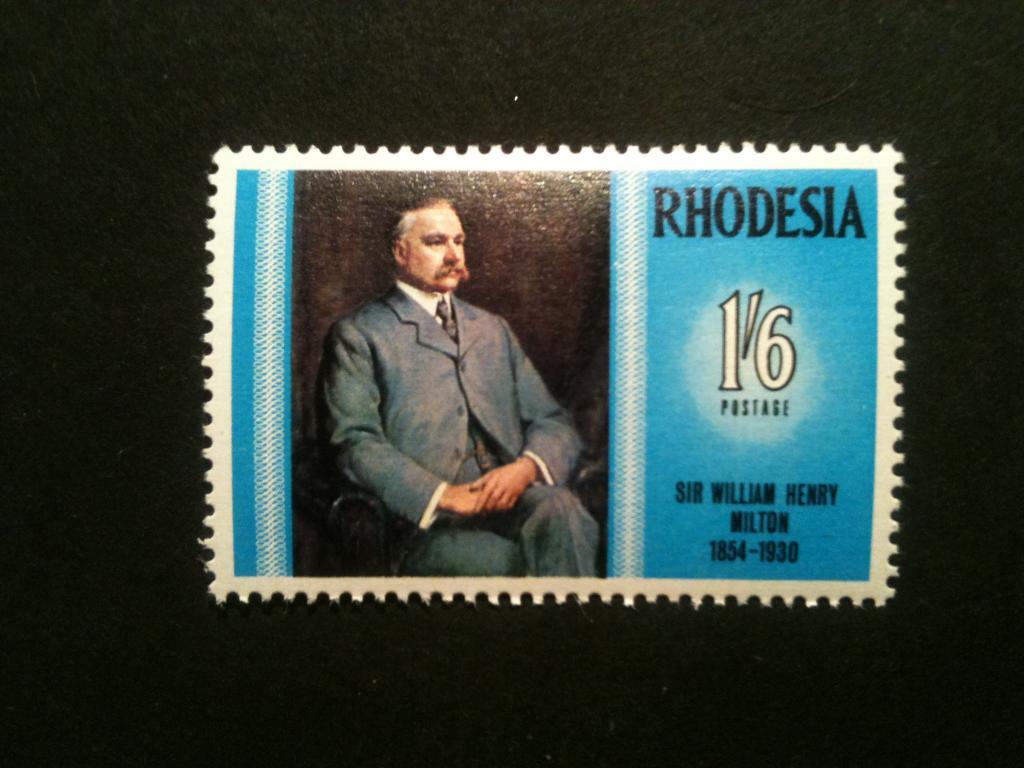 RHODESIA
1'/6
POSTAGE
SIR WILLIAM HENRY
MILTON
1854-1930